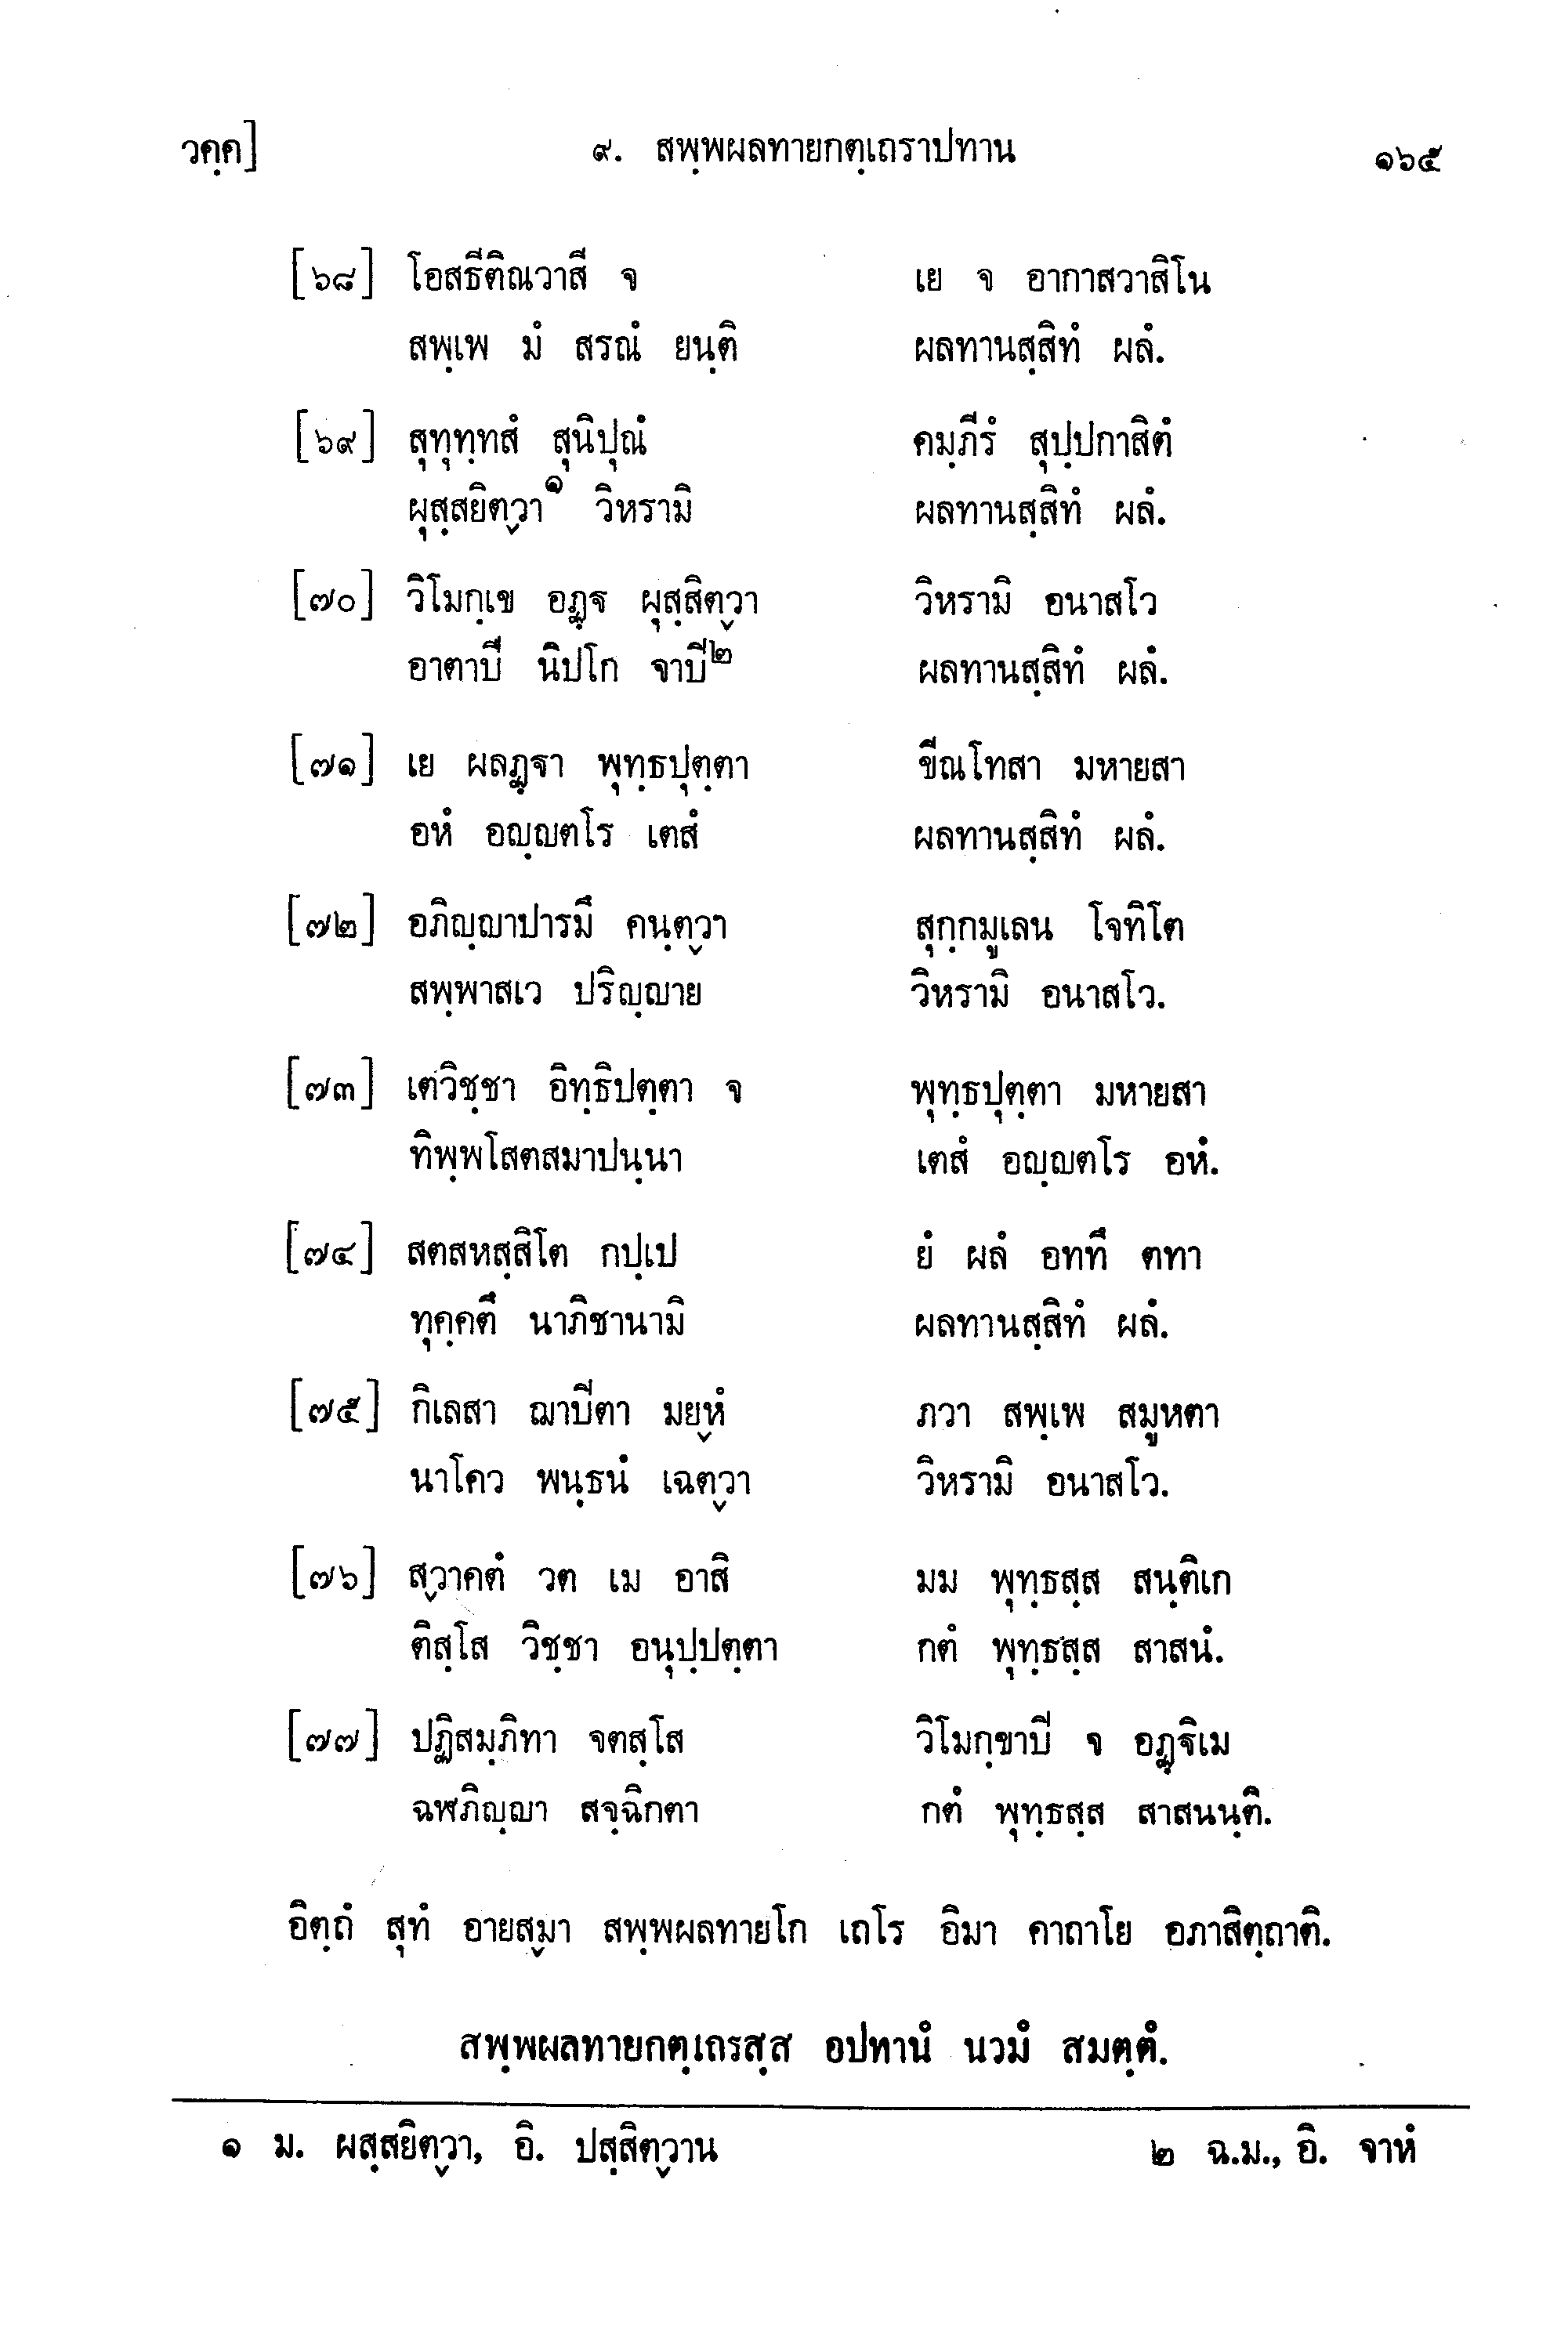 วคฺค] ๙. สพฺพผลทายกตฺเถราปทาน ๑๖๕
[๖๘] โอสธีติณวาสี จ เย จ อากาสวาสิโน
สพฺเพ มํ สรณํ ยนฺติ ผลทานสฺสิทํ ผลํ.
[๖๙] สุทุทฺทสํ สุนิปุณํ คมฺภีรํ สุปฺปกาสิตํ
ผุสฺสยิตฺวา๑ วิหรามิ ผลทานสฺสิทํ ผลํ.
[๗๐] วิโมกฺเข อฏฺฐ ผุสฺสิตฺวา วิหรามิ อนาสโว
อาตาปี นิปโก จาปี๒ ผลทานสฺสิทํ ผลํ.
[๗๑] เย ผลฏฺฐา พุทฺธปุตฺตา ขีณโทสา มหายสา
อหํ อญฺญตโร เตสํ ผลทานสฺสิทํ ผลํ.
[๗๒] อภิญฺญาปารมึ คนฺตฺวา สุกฺกมูเลน โจทิโต
สพฺพาสเว ปริญฺญาย วิหรามิ อนาสโว.
[๗๓] เตวิชฺชา อิทฺธิปตฺตา จ พุทฺธปุตฺตา มหายสา
ทิพฺพโสตสมาปนฺนา เตสํ อญฺญตโร อหํ.
[๗๔] สตสหสฺสิโต กปฺเป ยํ ผลํ อททึ ตทา
ทุคฺคตึ นาภิชานามิ ผลทานสฺสิทํ ผลํ.
[๗๕] กิเลสา ฌาปิตา มยฺหํ ภวา สพฺเพ สมูหตา
นาโคว พนฺธนํ เฉตฺวา วิหรามิ อนาสโว.
[๗๖] สฺวาคตํ วต เม อาสิ มม พุทฺธสฺส สนฺติเก
ติสฺโส วิชฺชา อนุปฺปตฺตา กตํ พุทฺธสฺส สาสนํ.
[๗๗] ปฏิสมฺภิทา จตสฺโส วิโมกฺขาปี จ อฏฺฐิเม
ฉฬภิญฺญา สจฺฉิกตา กตํ พุทฺธสฺส สาสนนฺติ.
อิตฺถํ สุทํ อายสฺมา สพฺพผลทายโก เถโร อิมา คาถาโย อภาสิตฺถาติ.
สพฺพผลทายกตฺเถรสฺส อปทานํ นวมํ สมตฺตํ.
๑ ม. ผสฺสยิตฺวา, อิ. ปสฺสิตฺวาน ๒ ฉ.ม., อิ. จาหํ